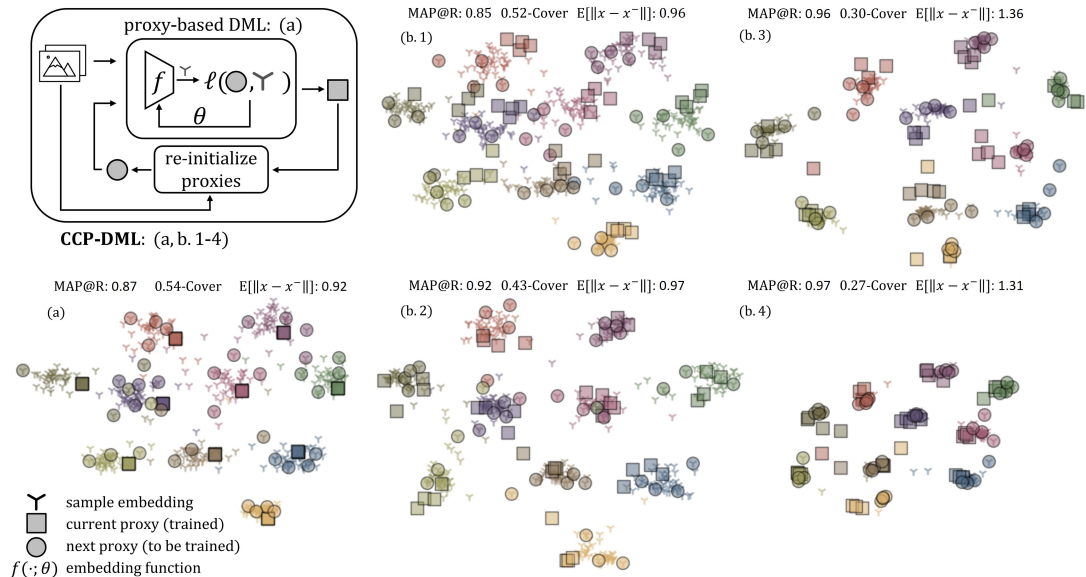 proxy-based DML: (a)
f
ℓ( , )
θ
re-initialize
proxies
CCP-DML: (a, b. 1-4)
MAP@R: 0.85 0.52-Cover E[‖x − x⁻‖]: 0.96
(b. 1)
MAP@R: 0.96 0.30-Cover E[‖x − x⁻‖]: 1.36
(b. 3)
MAP@R: 0.87 0.54-Cover E[‖x − x⁻‖]: 0.92
(a)
MAP@R: 0.92 0.43-Cover E[‖x − x⁻‖]: 0.97
(b. 2)
MAP@R: 0.97 0.27-Cover E[‖x − x⁻‖]: 1.31
(b. 4)
sample embedding
current proxy (trained)
next proxy (to be trained)
f(·; θ) embedding function